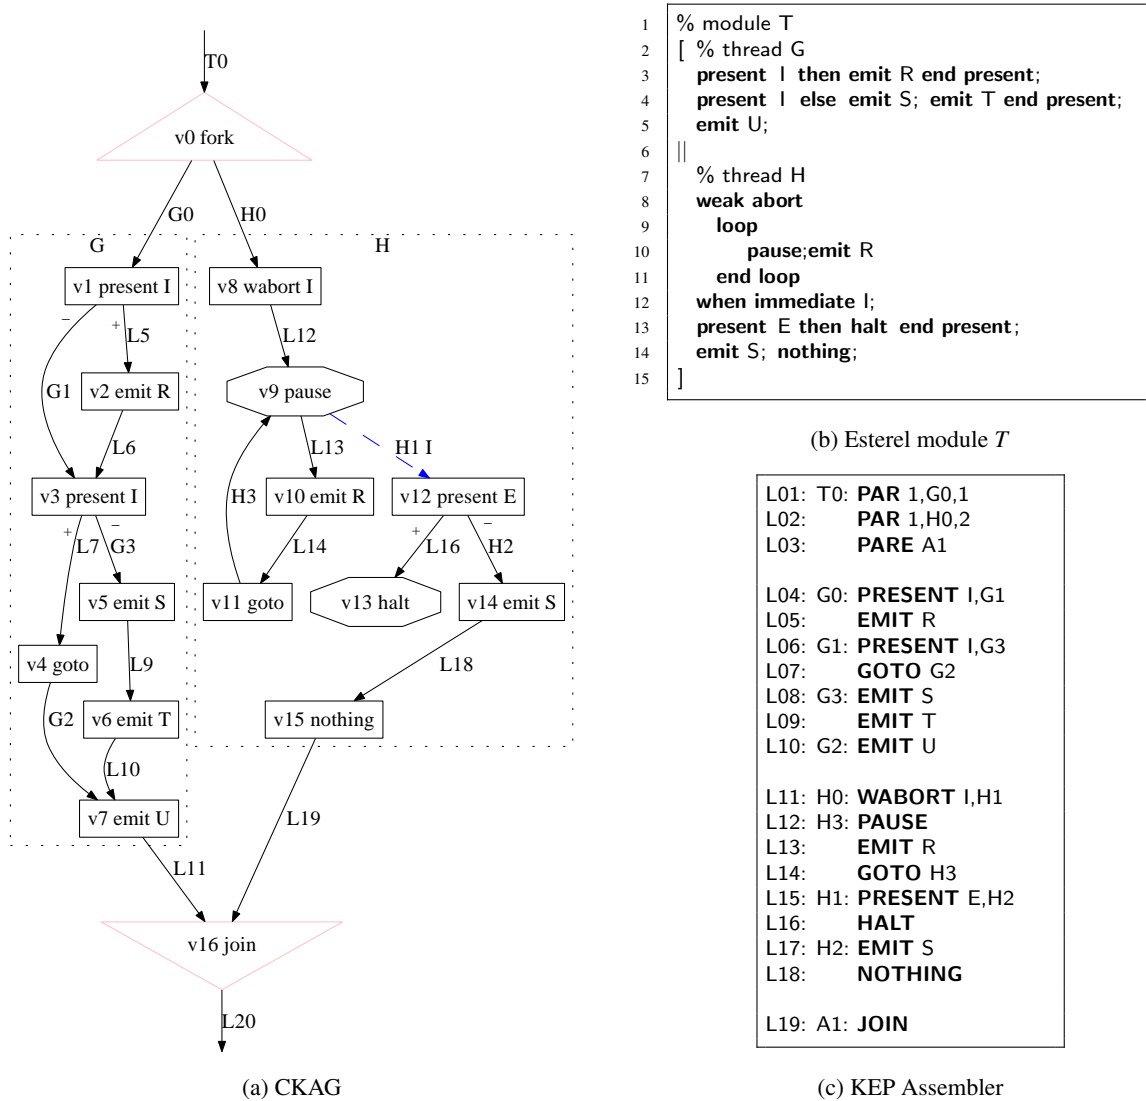 T0
v0 fork
G0
H0
G
H
v1 present I
v8 wabort I
−
+
L5
L12
G1
v2 emit R
v9 pause
L6
L13
H1 I
H3
v3 present I
v10 emit R
v12 present E
+
L7
−
G3
L14
+
L16
−
H2
v5 emit S
v11 goto
v13 halt
v14 emit S
v4 goto
L9
L18
G2
v6 emit T
v15 nothing
L10
v7 emit U
L19
L11
v16 join
L20
(a) CKAG
1 % module T
2 [ % thread G
3 present I then emit R end present;
4 present I else emit S; emit T end present;
5 emit U;
6 ||
7 % thread H
8 weak abort
9 loop
10 pause;emit R
11 end loop
12 when immediate I;
13 present E then halt end present;
14 emit S; nothing;
15 ]
(b) Esterel module T
L01: T0: PAR 1,G0,1
L02: PAR 1,H0,2
L03: PARE A1
L04: G0: PRESENT I,G1
L05: EMIT R
L06: G1: PRESENT I,G3
L07: GOTO G2
L08: G3: EMIT S
L09: EMIT T
L10: G2: EMIT U
L11: H0: WABORT I,H1
L12: H3: PAUSE
L13: EMIT R
L14: GOTO H3
L15: H1: PRESENT E,H2
L16: HALT
L17: H2: EMIT S
L18: NOTHING
L19: A1: JOIN
(c) KEP Assembler